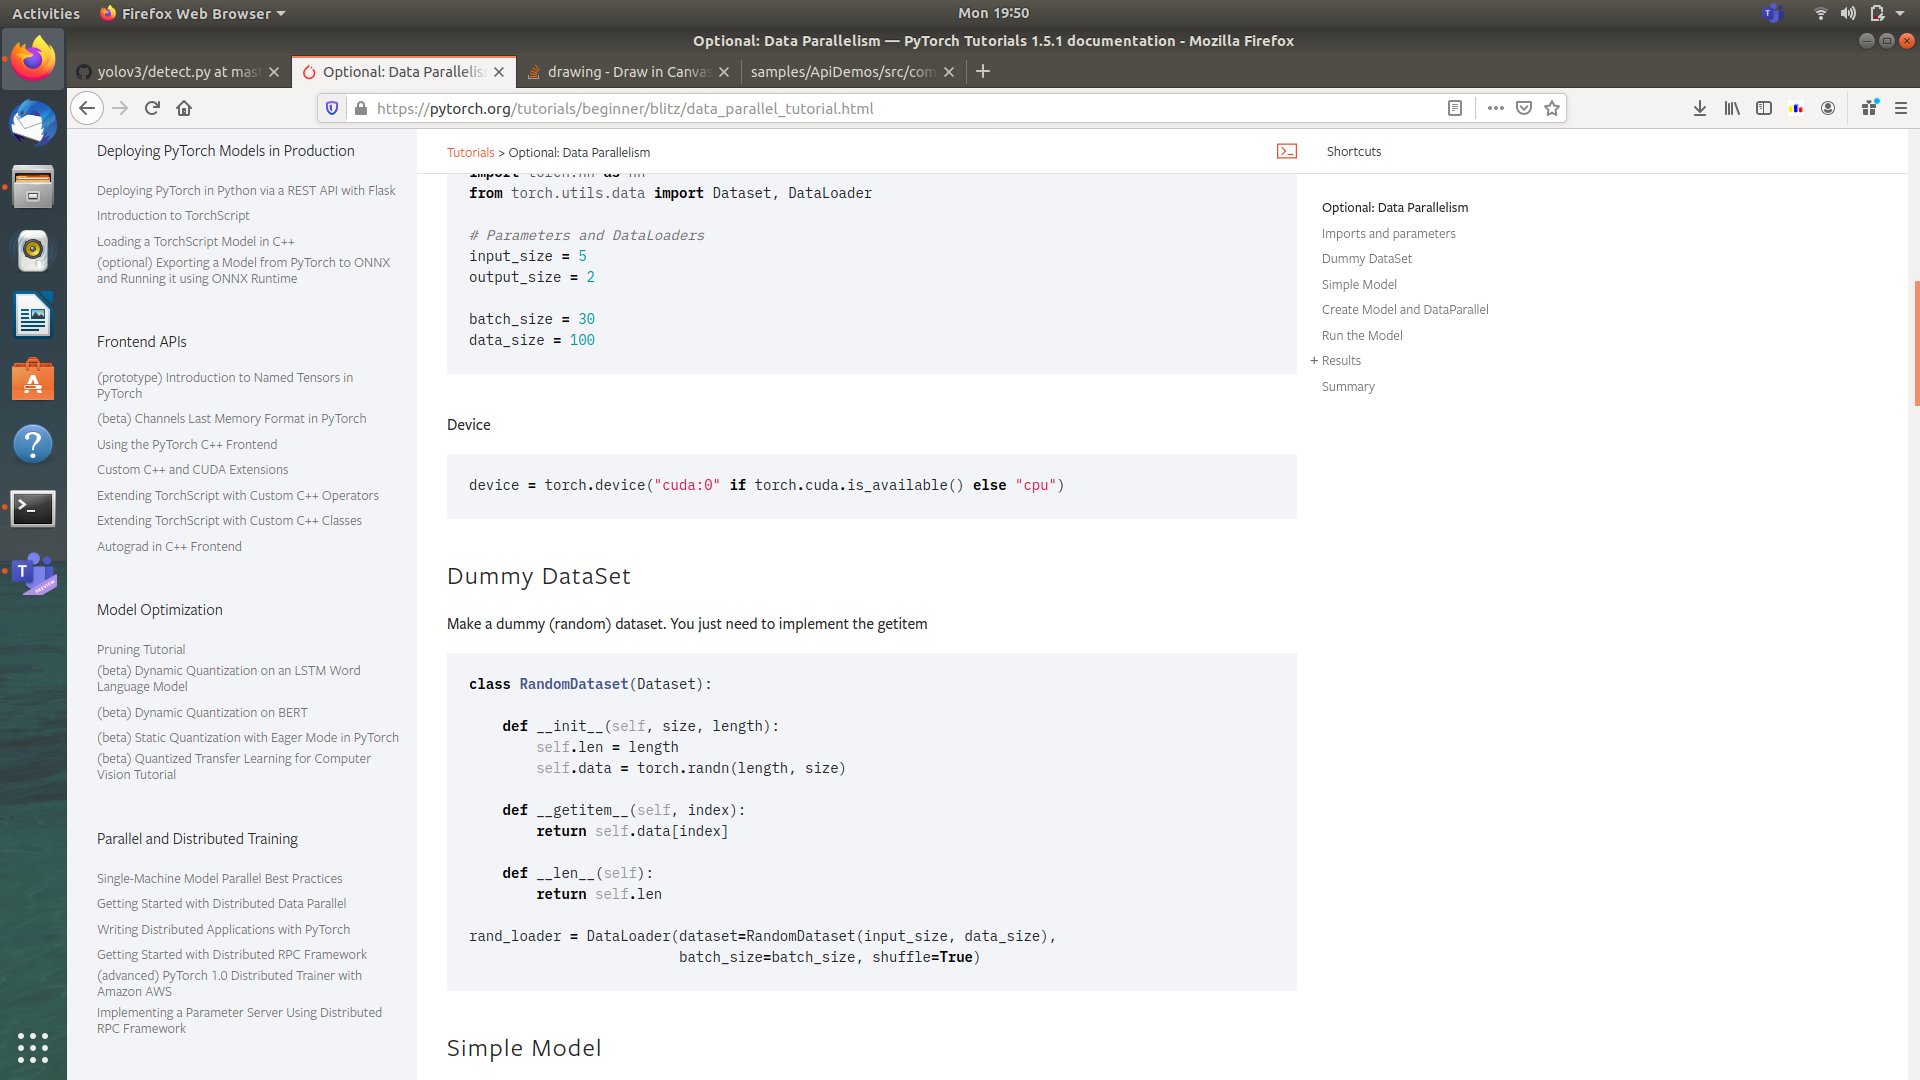 Activities
Firefox Web Browser
Mon 19:50
Optional: Data Parallelism — PyTorch Tutorials 1.5.1 documentation - Mozilla Firefox
yolov3/detect.py at mast
Optional: Data Parallelis
drawing - Draw in Canvas
samples/ApiDemos/src/com
https://pytorch.org/tutorials/beginner/blitz/data_parallel_tutorial.html
Deploying PyTorch Models in Production
Deploying PyTorch in Python via a REST API with Flask
Introduction to TorchScript
Loading a TorchScript Model in C++
(optional) Exporting a Model from PyTorch to ONNX
and Running it using ONNX Runtime
Frontend APIs
(prototype) Introduction to Named Tensors in
PyTorch
(beta) Channels Last Memory Format in PyTorch
Using the PyTorch C++ Frontend
Custom C++ and CUDA Extensions
Extending TorchScript with Custom C++ Operators
Extending TorchScript with Custom C++ Classes
Autograd in C++ Frontend
Model Optimization
Pruning Tutorial
(beta) Dynamic Quantization on an LSTM Word
Language Model
(beta) Dynamic Quantization on BERT
(beta) Static Quantization with Eager Mode in PyTorch
(beta) Quantized Transfer Learning for Computer
Vision Tutorial
Parallel and Distributed Training
Single-Machine Model Parallel Best Practices
Getting Started with Distributed Data Parallel
Writing Distributed Applications with PyTorch
Getting Started with Distributed RPC Framework
(advanced) PyTorch 1.0 Distributed Trainer with
Amazon AWS
Implementing a Parameter Server Using Distributed
RPC Framework
Tutorials > Optional: Data Parallelism
import torch.nn as nn
from torch.utils.data import Dataset, DataLoader
# Parameters and DataLoaders
input_size = 5
output_size = 2
batch_size = 30
data_size = 100
Device
device = torch.device("cuda:0" if torch.cuda.is_available() else "cpu")
Dummy DataSet
Make a dummy (random) dataset. You just need to implement the getitem
class RandomDataset(Dataset):
def __init__(self, size, length):
self.len = length
self.data = torch.randn(length, size)
def __getitem__(self, index):
return self.data[index]
def __len__(self):
return self.len
rand_loader = DataLoader(dataset=RandomDataset(input_size, data_size),
batch_size=batch_size, shuffle=True)
Simple Model
Shortcuts
Optional: Data Parallelism
Imports and parameters
Dummy DataSet
Simple Model
Create Model and DataParallel
Run the Model
+ Results
Summary